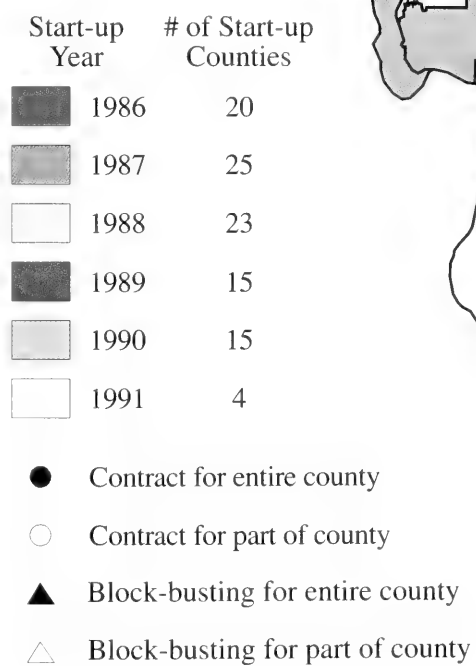 Start-up # of Start-up
Year Counties
1986 20
1987 25
1988 23
1989 15
1990 15
1991 4
Contract for entire county
Contract for part of county
Block-busting for entire county
Block-busting for part of county